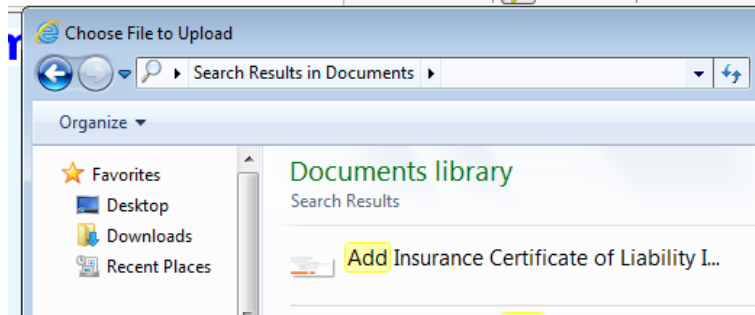 Choose File to Upload
Search Results in Documents
Organize
Favorites
Desktop
Downloads
Recent Places
Documents library
Search Results
Add Insurance Certificate of Liability I...